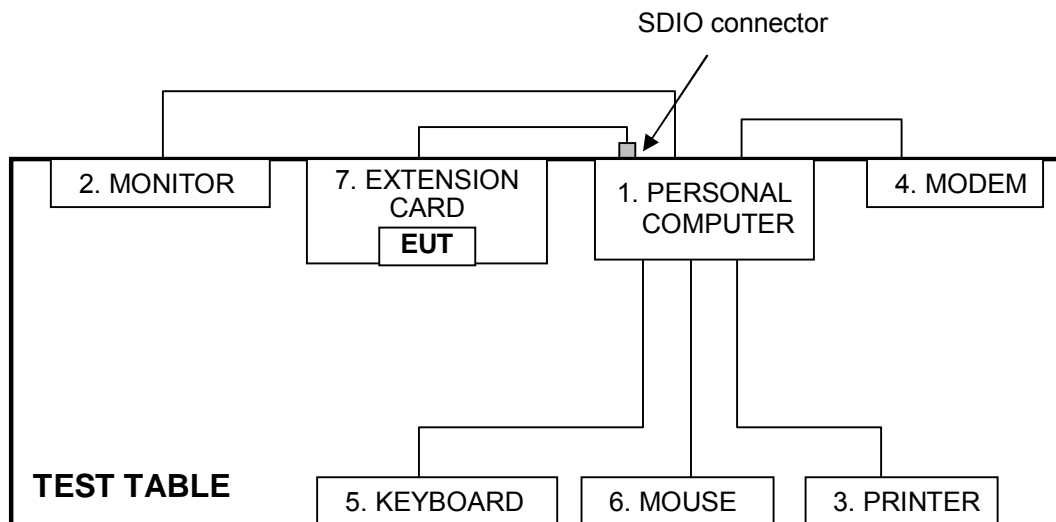 SDIO connector
2. MONITOR
7. EXTENSION
CARD
EUT
1. PERSONAL
COMPUTER
4. MODEM
TEST TABLE
5. KEYBOARD
6. MOUSE
3. PRINTER